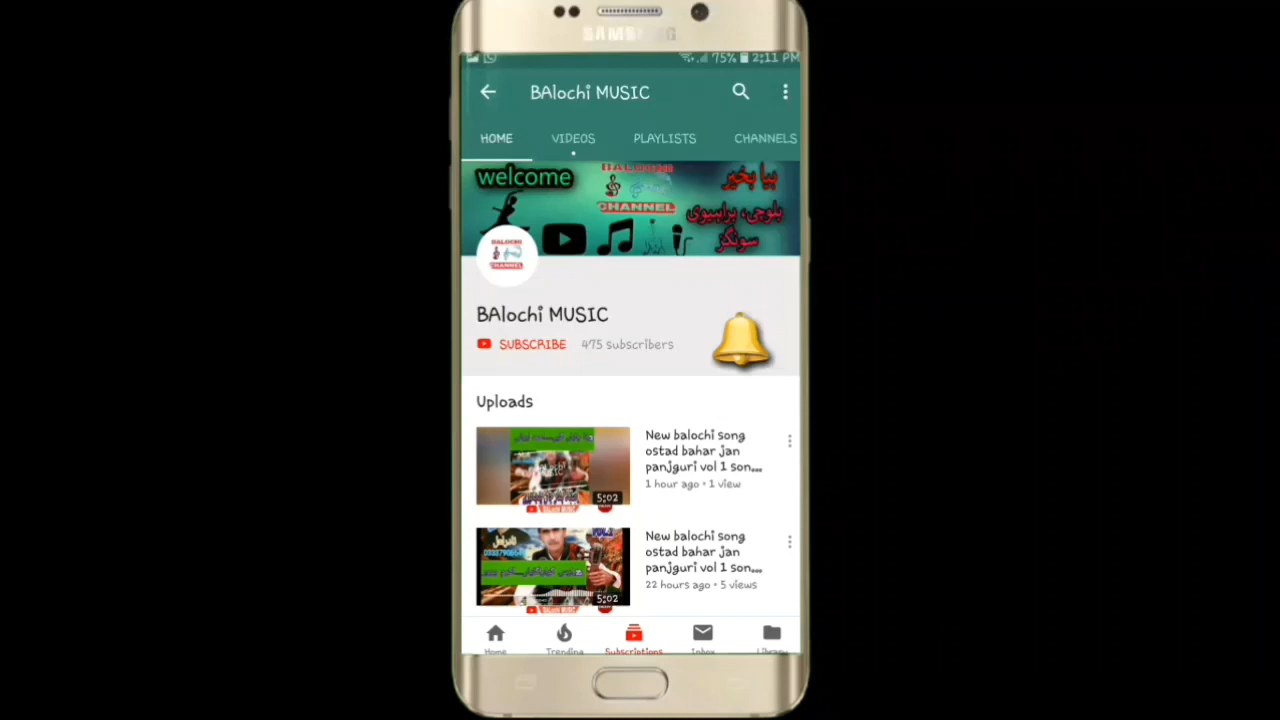 SAMSUNG
75% 2:11 PM
BAlochi MUSIC
HOME VIDEOS PLAYLISTS CHANNELS
welcome
BALOCHI
CHANNEL
بیا بخیر
بلوچی، براہیوی
سونگز
BALOCHI
CHANNEL
BAlochi MUSIC
SUBSCRIBE 475 subscribers
Uploads
New balochi song
ostad bahar jan
panjguri vol 1 son...
1 hour ago • 1 view
5:02
New balochi song
ostad bahar jan
panjguri vol 1 son...
22 hours ago • 5 views
5:02
Home Trending Subscriptions Inbox Library